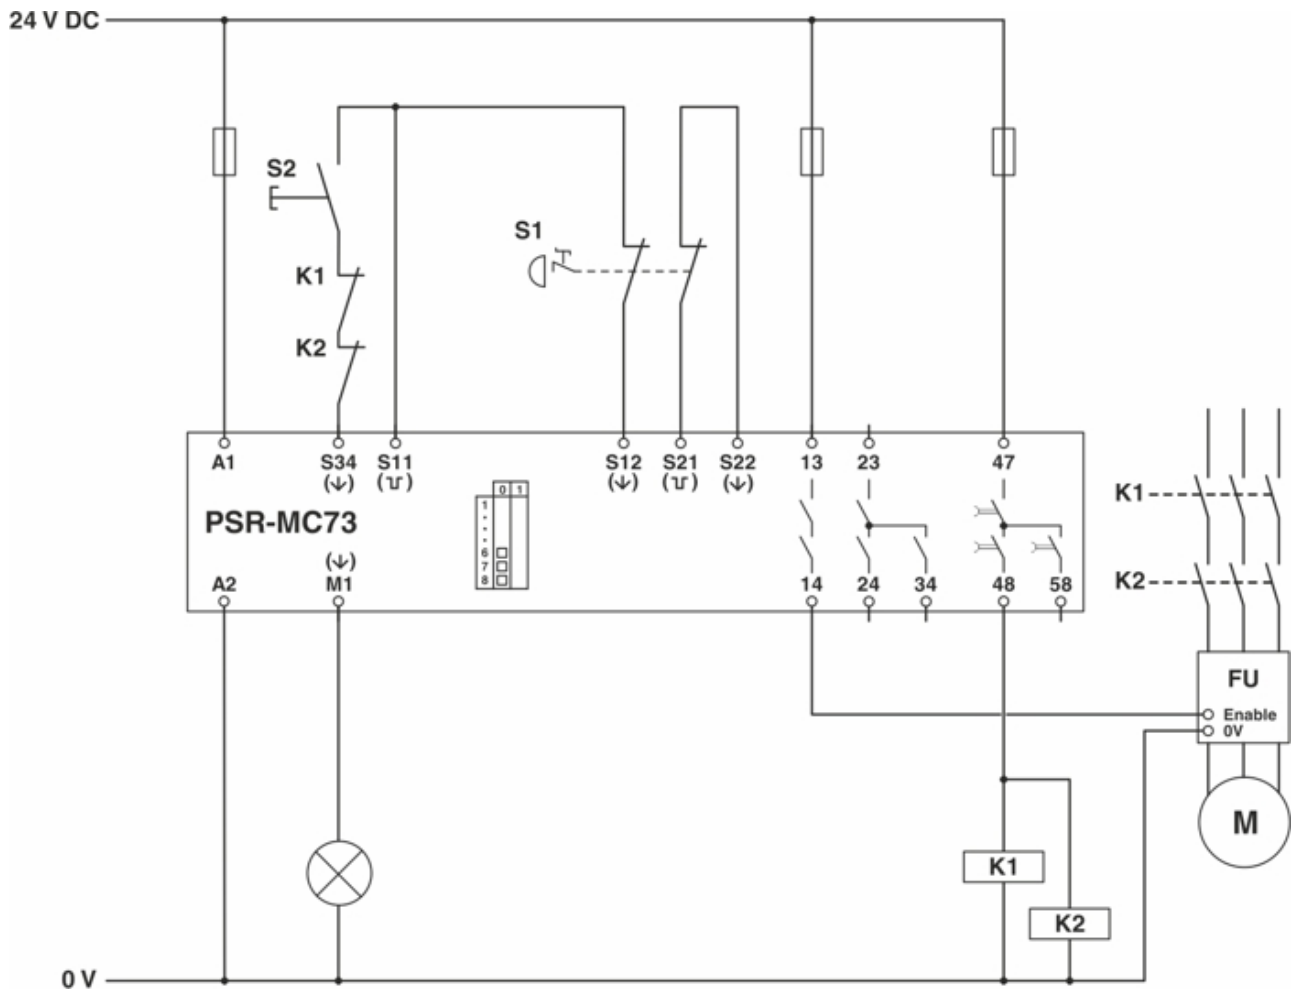 24 V DC
S2
S1
K1
K2
A1 S34 S11 S12 S21 S22 13 23 47
0 1
1
6
7
8
PSR-MC73
A2 M1 14 24 34 48 58
K1
K2
FU
Enable
0V
M
K1
K2
0 V